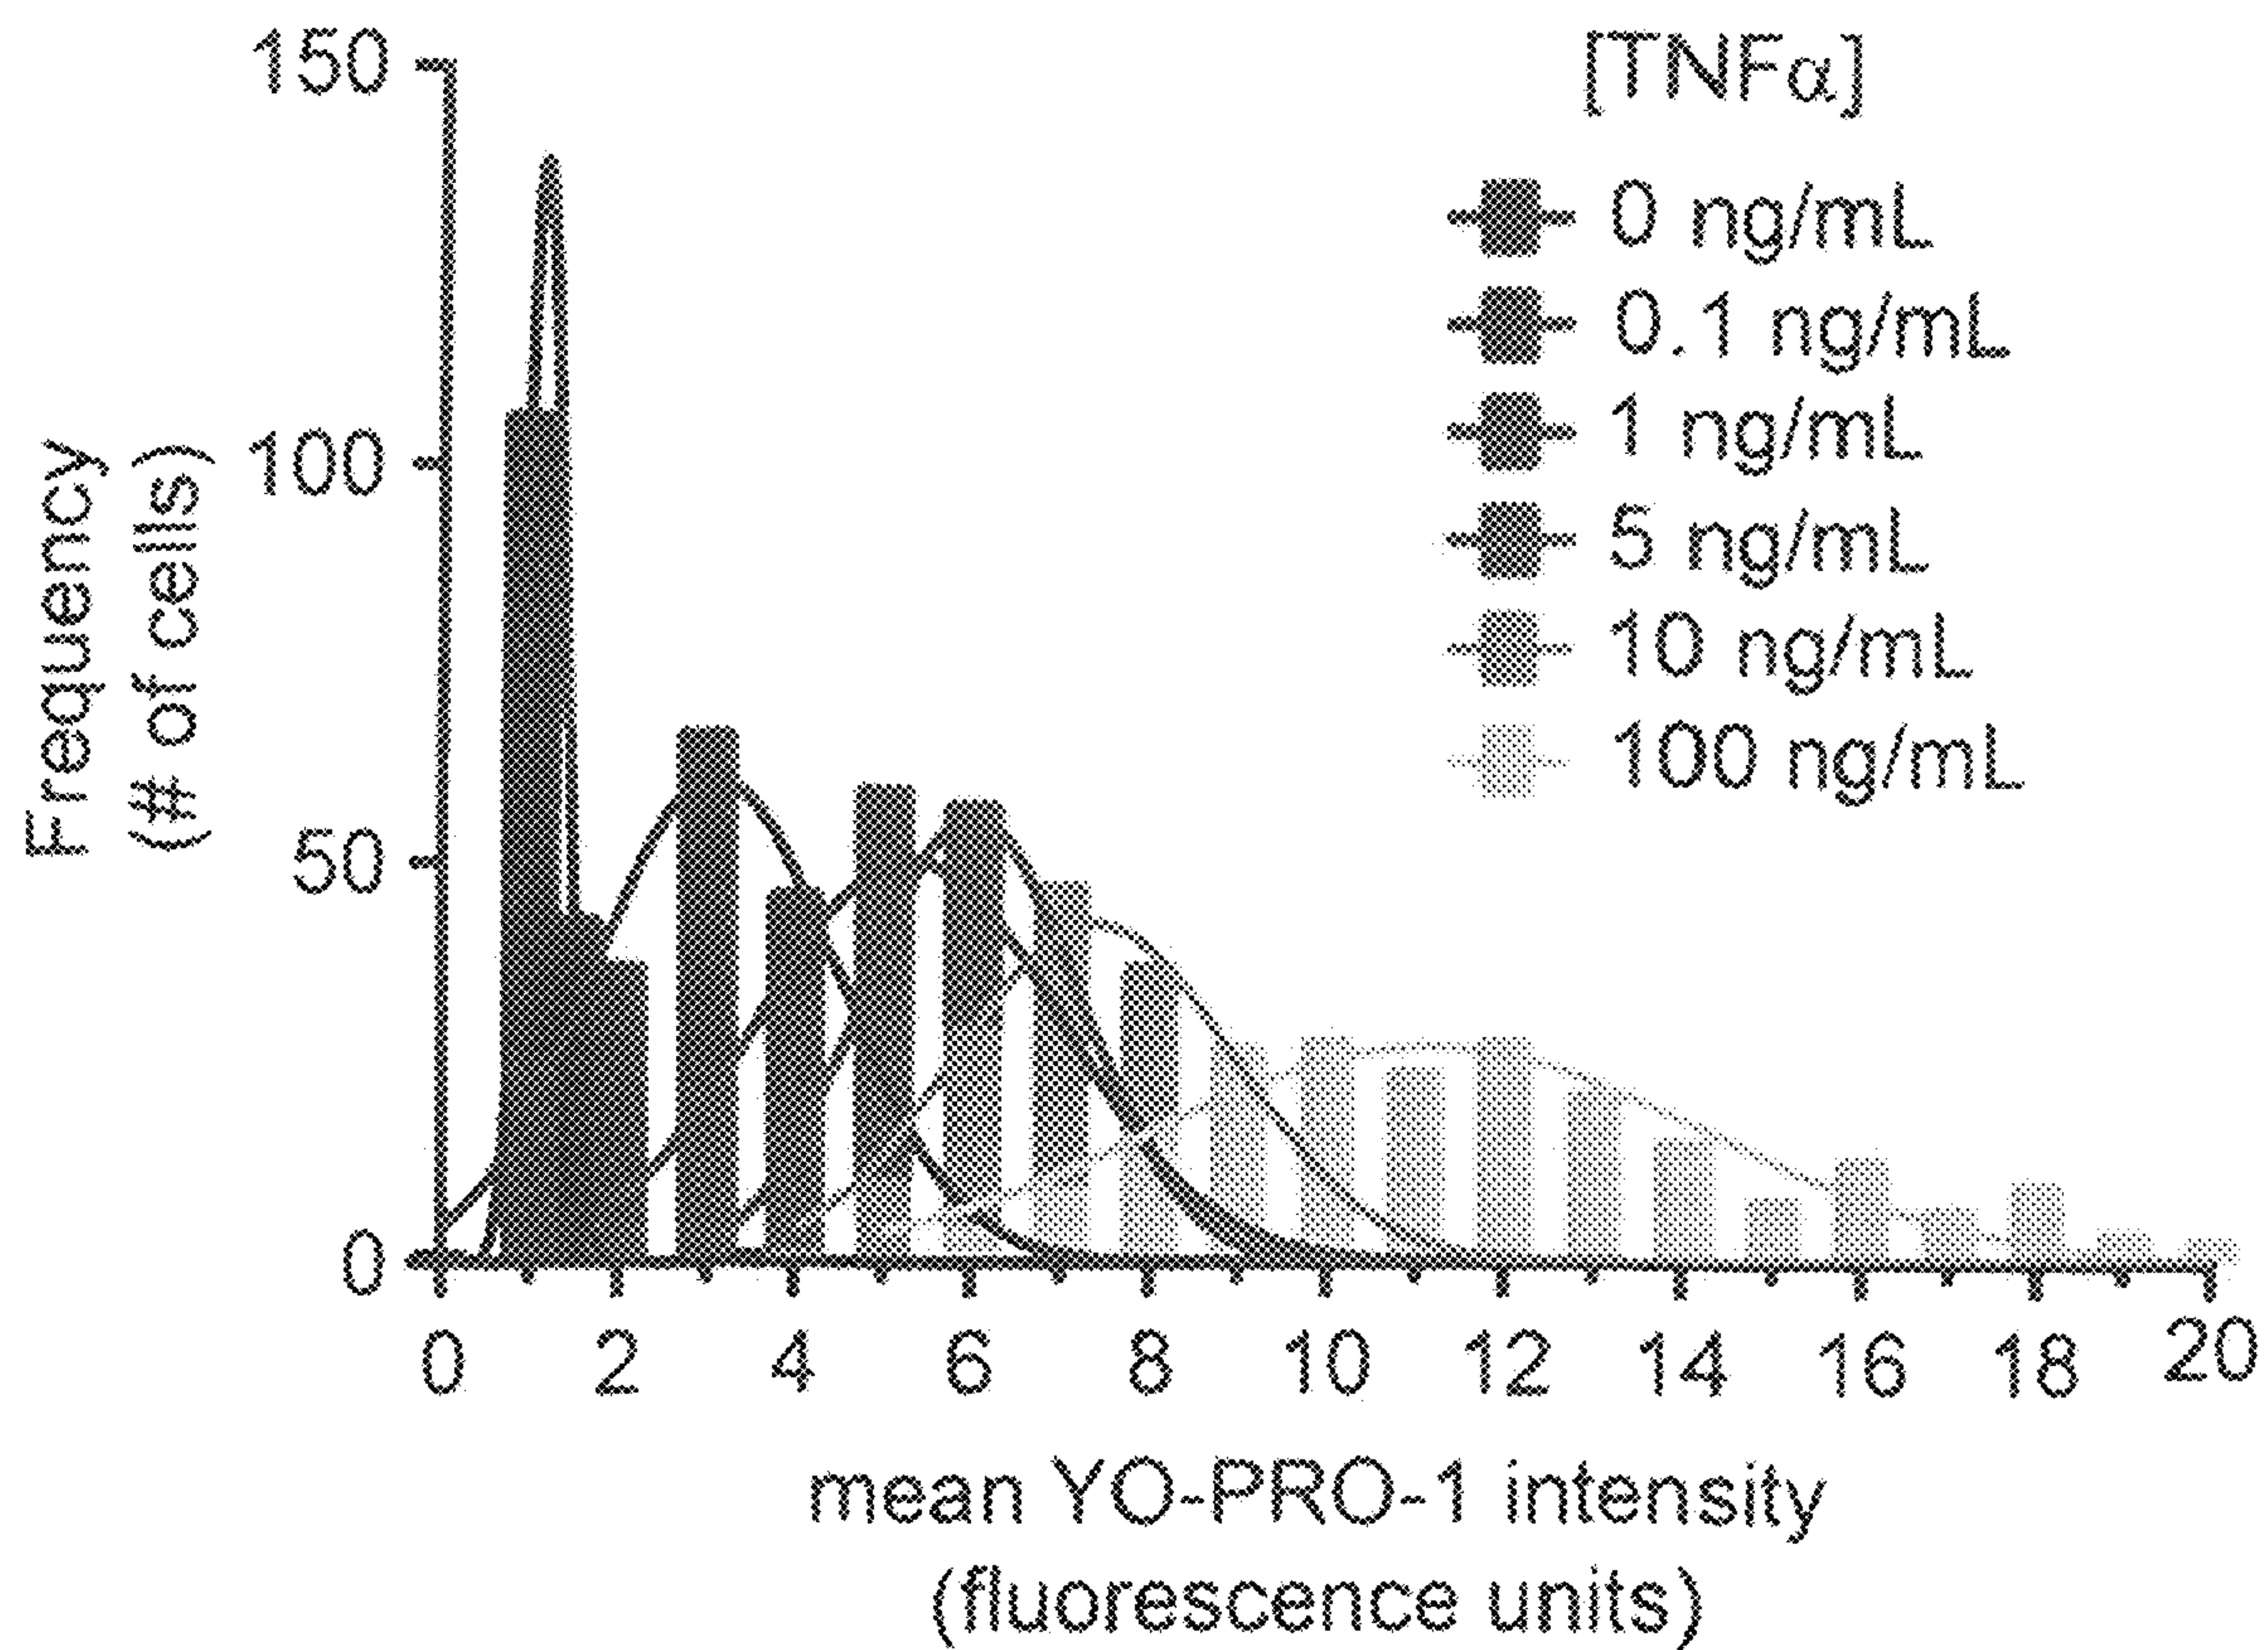 150
100
50
0
Frequency
(# of cells)
[TNFα]
0 ng/mL
0.1 ng/mL
1 ng/mL
5 ng/mL
10 ng/mL
100 ng/mL
0 2 4 6 8 10 12 14 16 18 20
mean YO-PRO-1 intensity
(fluorescence units)